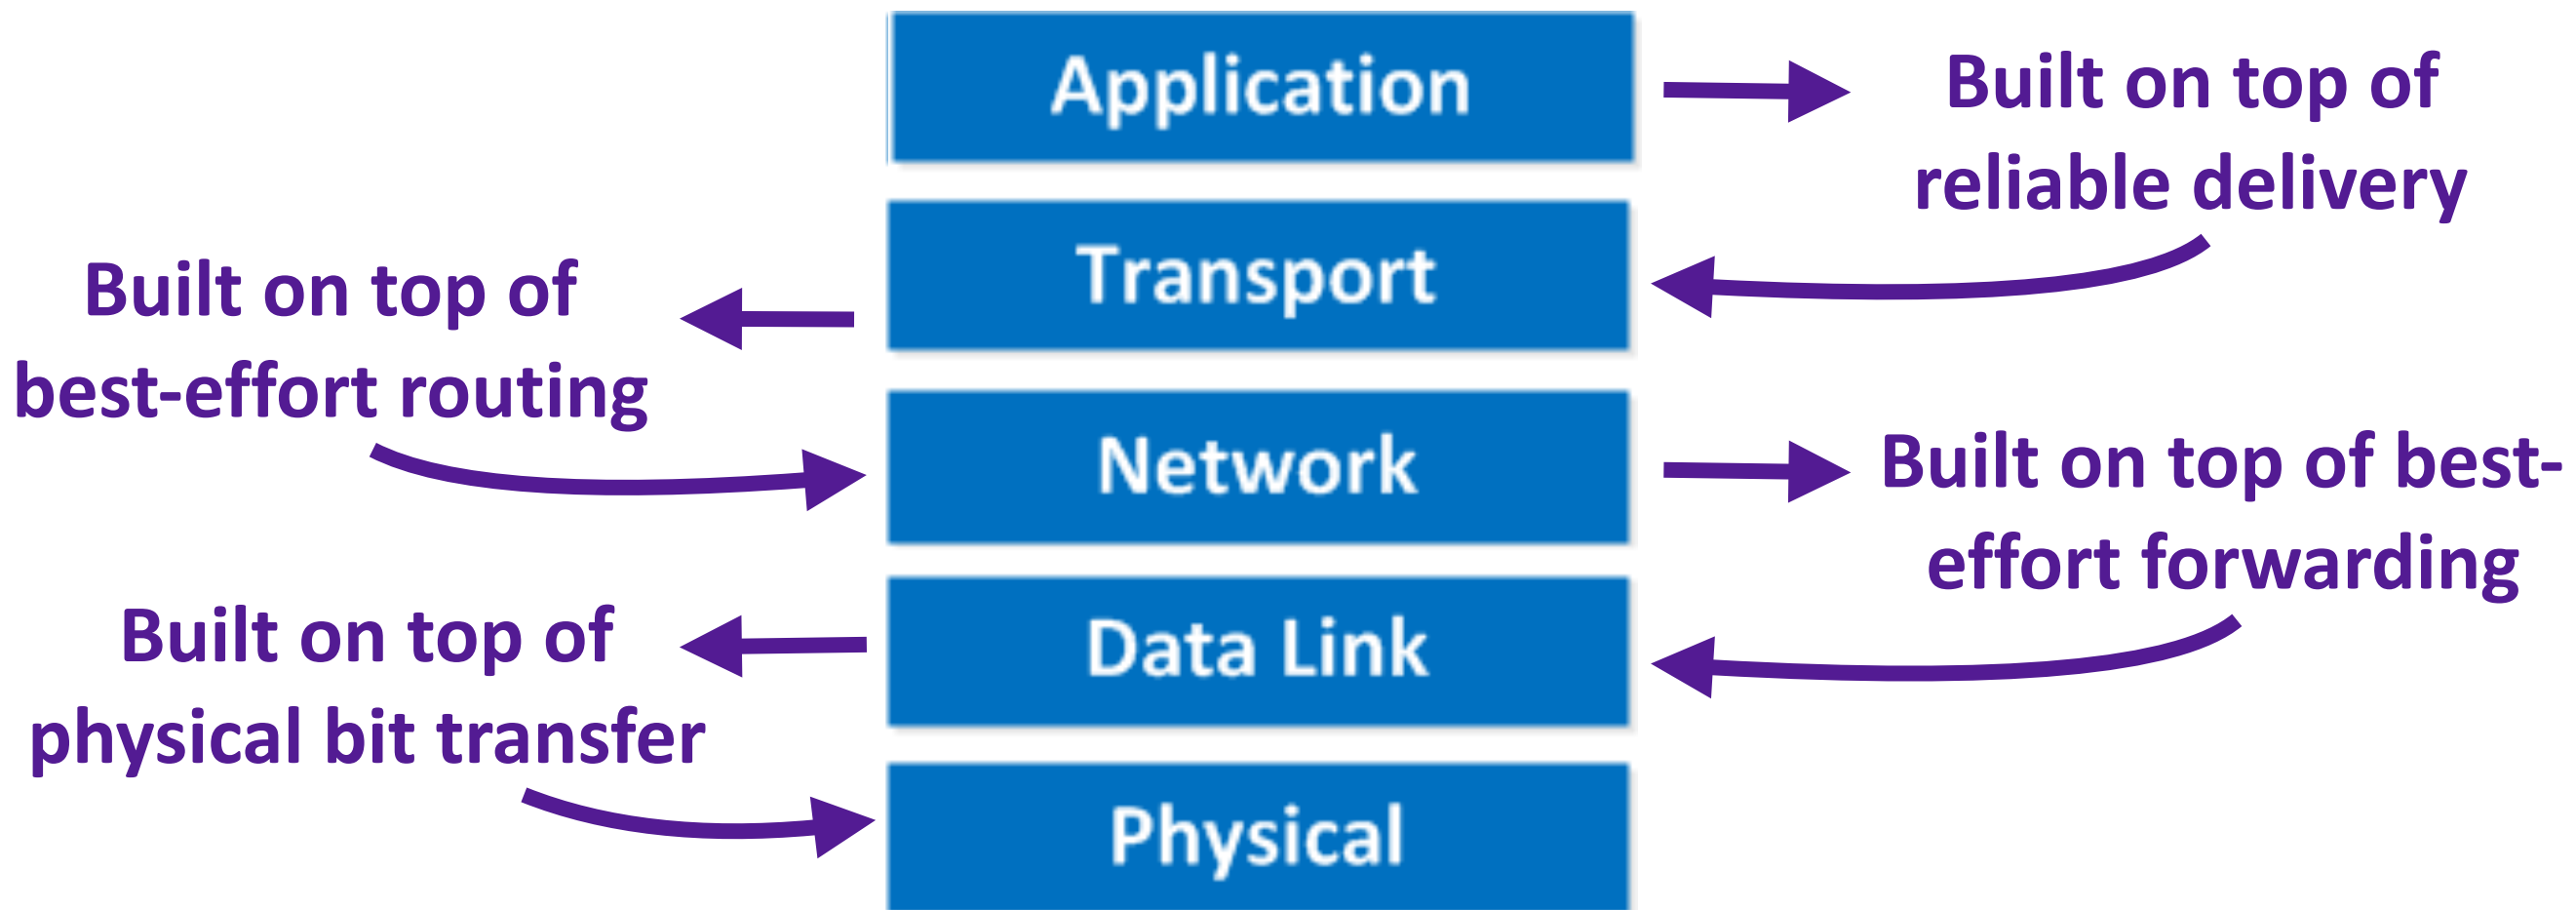 Application
Built on top of
reliable delivery
Transport
Built on top of
best-effort routing
Network
Built on top of best-
effort forwarding
Data Link
Built on top of
physical bit transfer
Physical